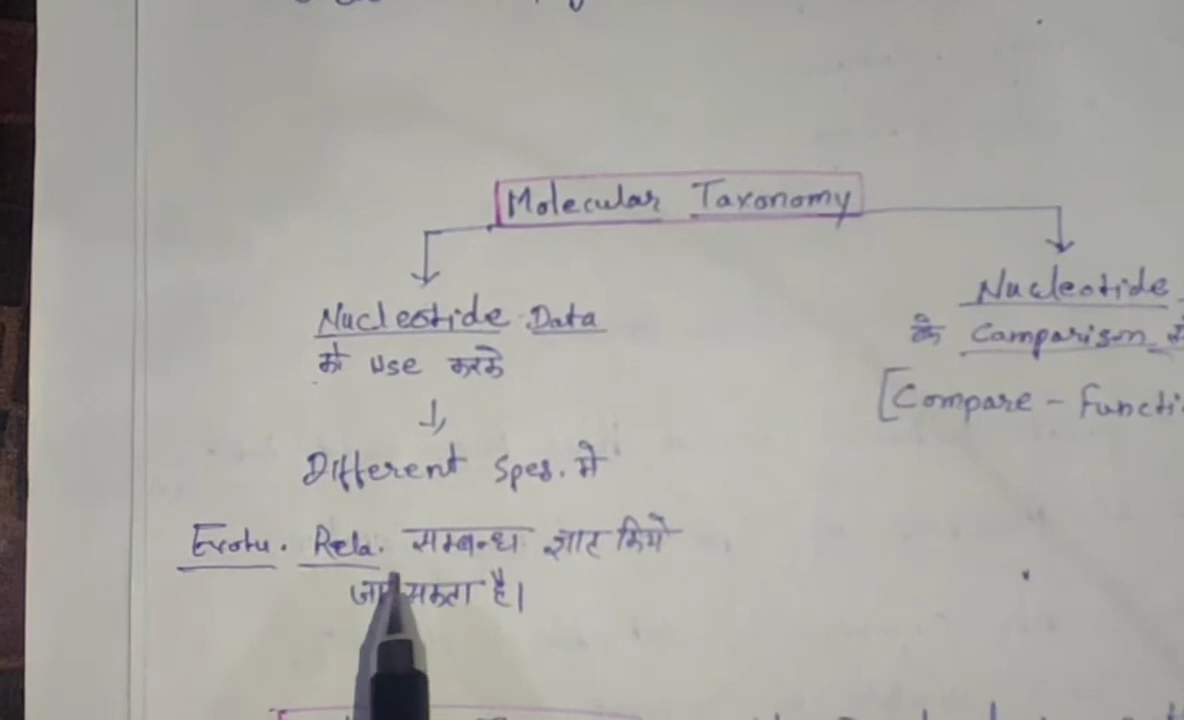 Molecular Taxonomy
Nucleotide Data
को Use करके
Different Spes. में
Evolu. Rela. सम्बन्ध ज्ञात किये
जा सकता है।
Nucleotide
के Comparison से
[Compare - Functi